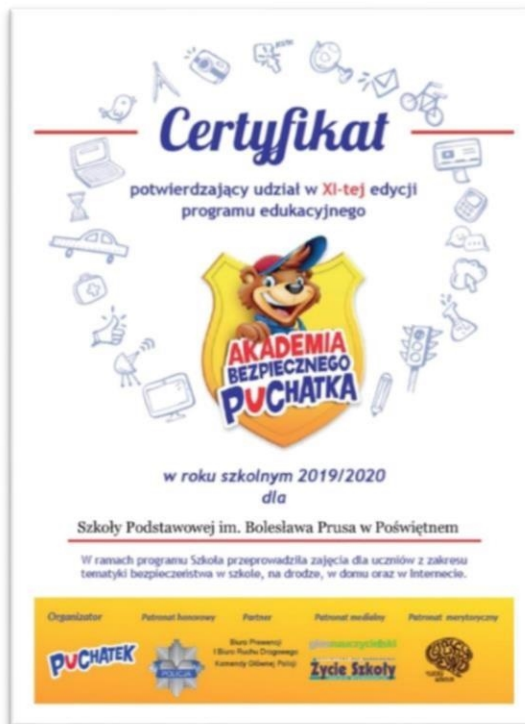 Certyfikat
potwierdzający udział w XI-tej edycji
programu edukacyjnego
AKADEMIA
BEZPIECZNEGO
PUCHATKA
w roku szkolnym 2019/2020
dla
Szkoły Podstawowej im. Bolesława Prusa w Poświętnem
W ramach programu Szkoła przeprowadziła zajęcia dla uczniów z zakresu
tematyki bezpieczeństwa w szkole, na drodze, w domu oraz w Internecie.
Organizator Patronat honorowy Partner Patronat medialny Patronat merytoryczny
PUCHATEK
POLICJA
Biuro Prewencji
i Biuro Ruchu Drogowego
Komendy Głównej Policji
głosnauczycielski
Życie Szkoły